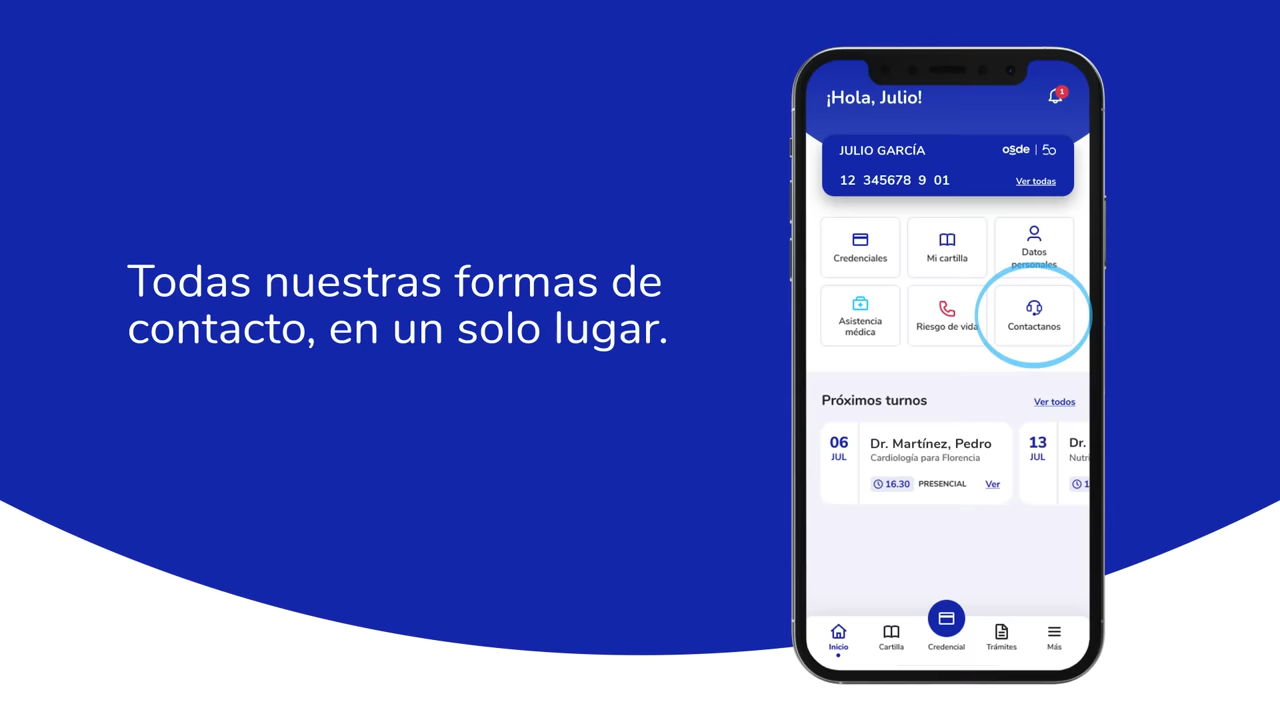 Todas nuestras formas de
contacto, en un solo lugar.
¡Hola, Julio!
1
JULIO GARCÍA
osde | 50
12 345678 9 01
Ver todas
Credenciales
Mi cartilla
Datos
personales
Asistencia
médica
Riesgo de vida
Contactanos
Próximos turnos
Ver todos
06
JUL
Dr. Martínez, Pedro
Cardiología para Florencia
16.30
PRESENCIAL
Ver
13
JUL
Dr.
Nutri
1
Inicio
Cartilla
Credencial
Trámites
Más